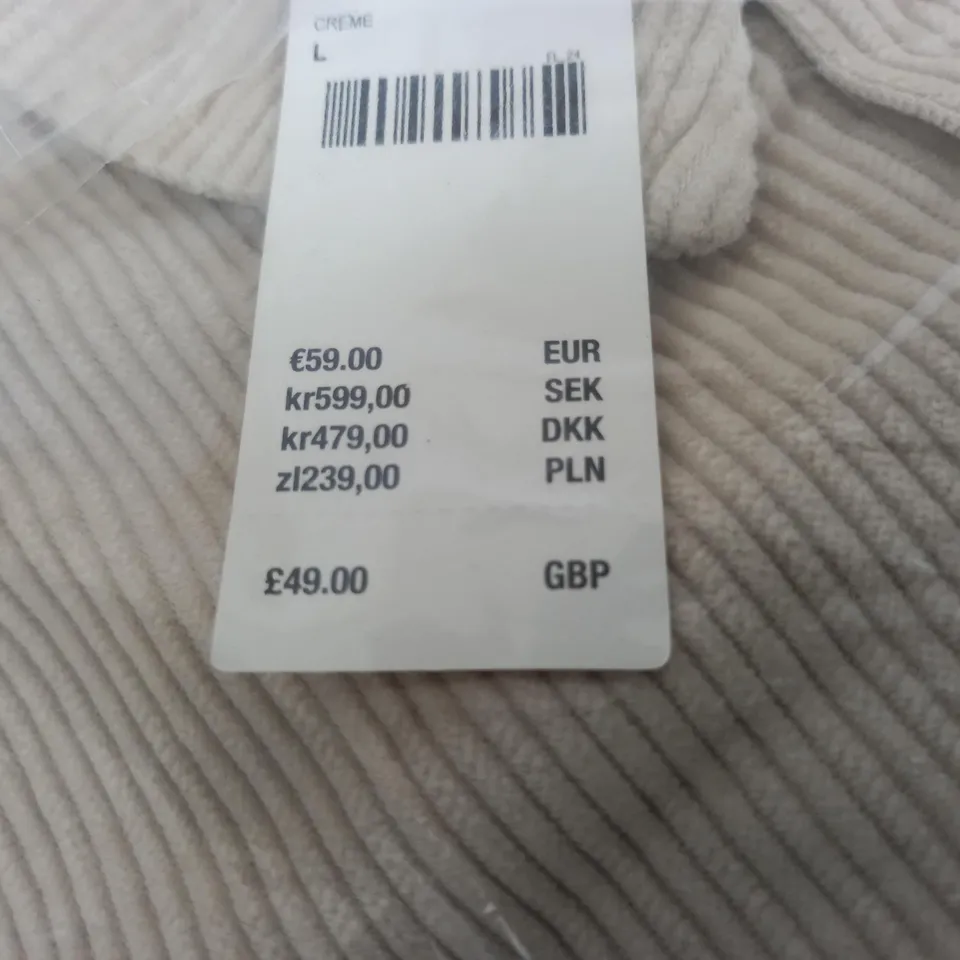 CREME
L
€59.00 EUR
kr599,00 SEK
kr479,00 DKK
zl239,00 PLN
£49.00 GBP